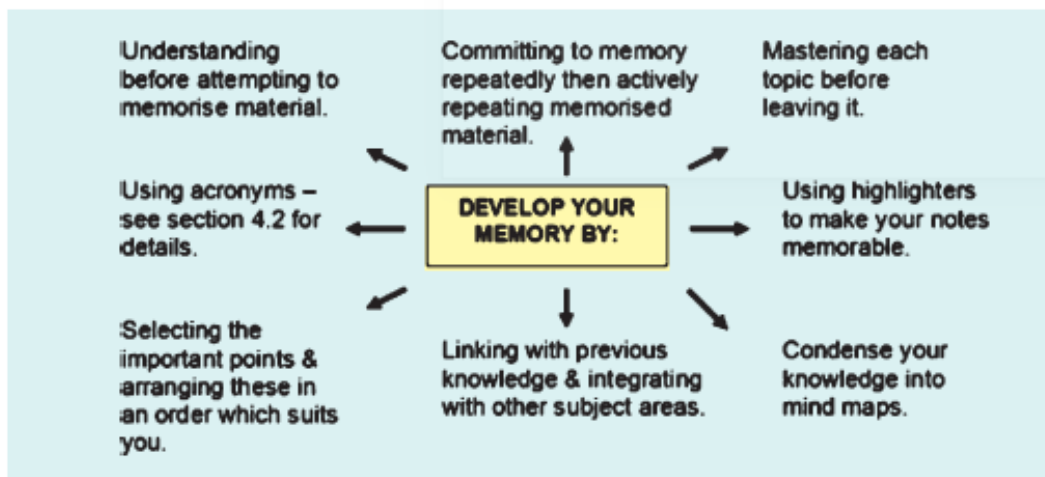 Understanding
before attempting to
memorise material.
Committing to memory
repeatedly then actively
repeating memorised
material.
Mastering each
topic before
leaving it.
Using acronyms –
see section 4.2 for
details.
DEVELOP YOUR
MEMORY BY:
Using highlighters
to make your notes
memorable.
Selecting the
important points &
arranging these in
an order which suits
you.
Linking with previous
knowledge & integrating
with other subject areas.
Condense your
knowledge into
mind maps.